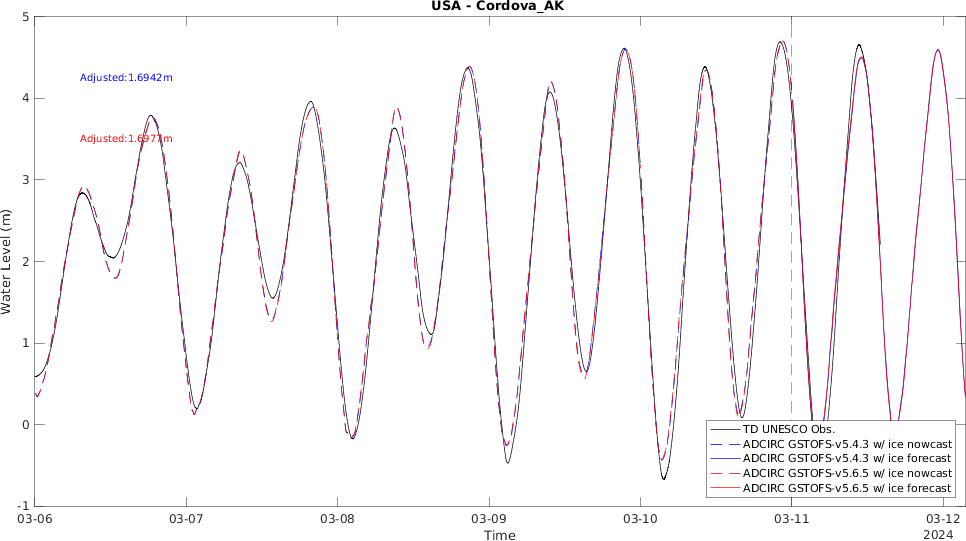 USA - Cordova_AK
5
4
3
2
1
0
-1
Water Level (m)
Adjusted:1.6942m
Adjusted:1.6977m
TD UNESCO Obs.
ADCIRC GSTOFS-v5.4.3 w/ ice nowcast
ADCIRC GSTOFS-v5.4.3 w/ ice forecast
ADCIRC GSTOFS-v5.6.5 w/ ice nowcast
ADCIRC GSTOFS-v5.6.5 w/ ice forecast
03-06 03-07 03-08 03-09 03-10 03-11 03-12
Time
2024